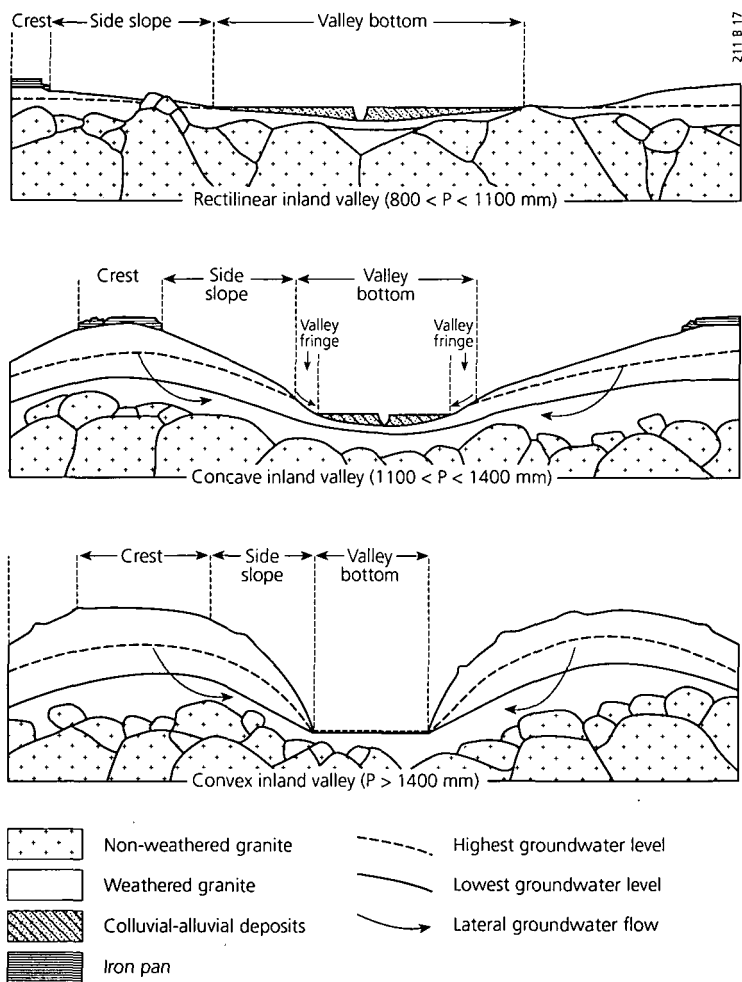 211 B 17
Crest Side slope Valley bottom
Rectilinear inland valley (800 < P < 1100 mm)
Crest Side slope Valley bottom
Valley fringe Valley fringe
Concave inland valley (1100 < P < 1400 mm)
Crest Side slope Valley bottom
Convex inland valley (P > 1400 mm)
Non-weathered granite
Weathered granite
Colluvial-alluvial deposits
Iron pan
Highest groundwater level
Lowest groundwater level
Lateral groundwater flow